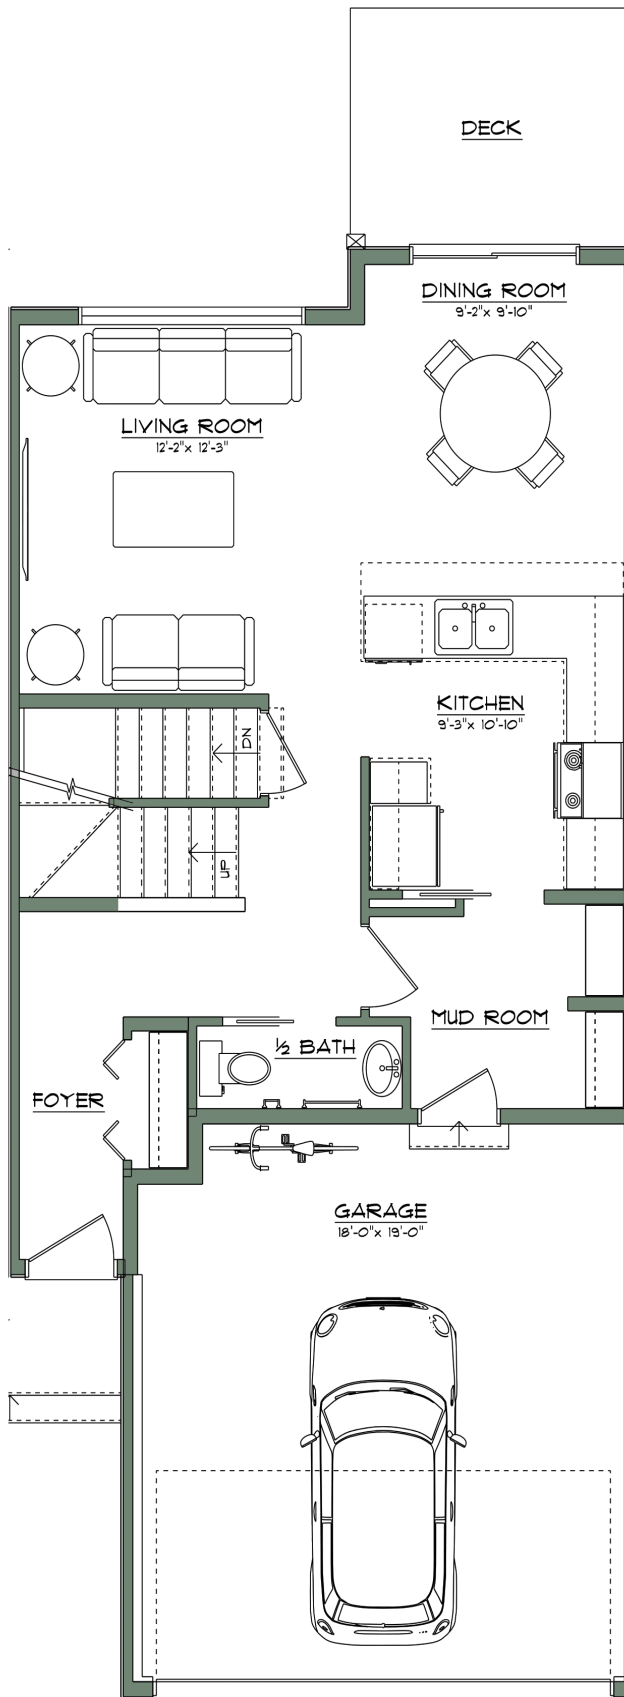 DECK
DINING ROOM
9'-2" x 9'-10"
LIVING ROOM
12'-2" x 12'-3"
KITCHEN
9'-3" x 10'-10"
DN
UP
MUD ROOM
½ BATH
FOYER
GARAGE
18'-0" x 19'-0"